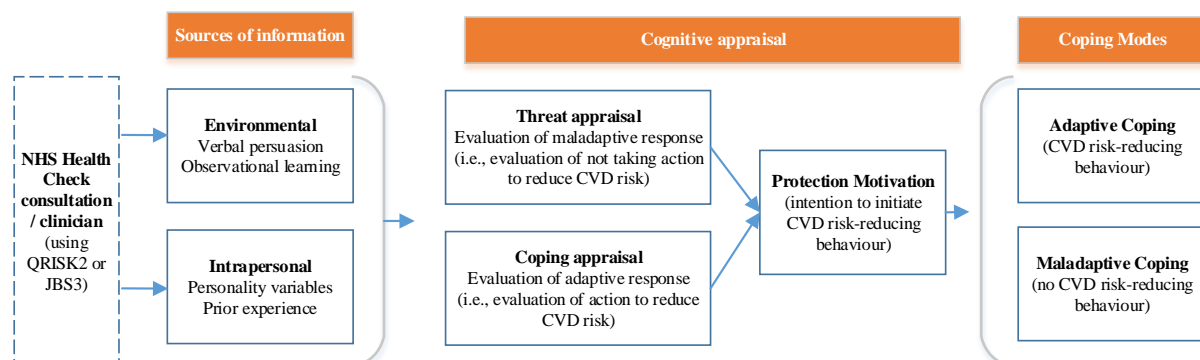 Sources of information
Cognitive appraisal
Coping Modes
NHS Health
Check
consultation
/ clinician
(using
QRISK2 or
JBS3)
Environmental
Verbal persuasion
Observational learning
Intrapersonal
Personality variables
Prior experience
Threat appraisal
Evaluation of maladaptive response
(i.e., evaluation of not taking action
to reduce CVD risk)
Coping appraisal
Evaluation of adaptive response
(i.e., evaluation of action to reduce
CVD risk)
Protection Motivation
(intention to initiate
CVD risk-reducing
behaviour)
Adaptive Coping
(CVD risk-reducing
behaviour)
Maladaptive Coping
(no CVD risk-reducing
behaviour)